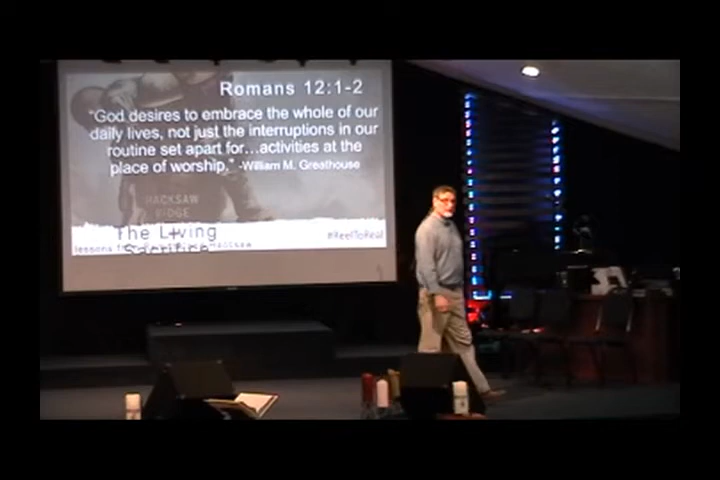 Romans 12:1-2
"God desires to embrace the whole of our
daily lives, not just the interruptions in our
routine set apart for...activities at the
place of worship." -William M. Greathouse
HACKSAW
RIDGE
The Living
#ReelToReal
Sacrifice
lessons